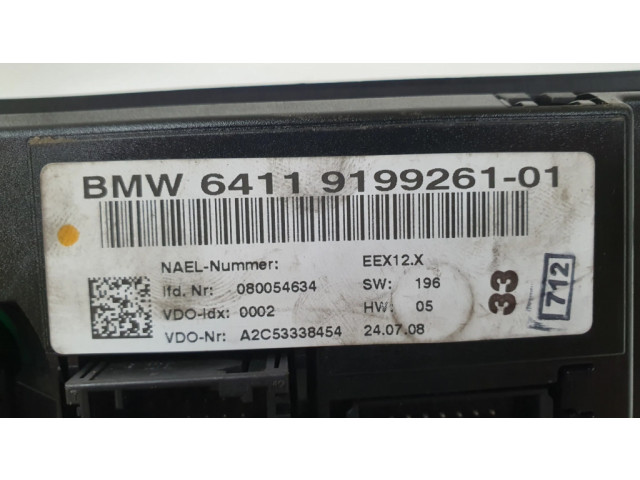 BMW 6411 9199261-01
NAEL-Nummer: EEX12.X
lfd. Nr: 080054634 SW: 196
VDO-Idx: 0002 HW: 05
VDO-Nr: A2C53338454 24.07.08
33
712